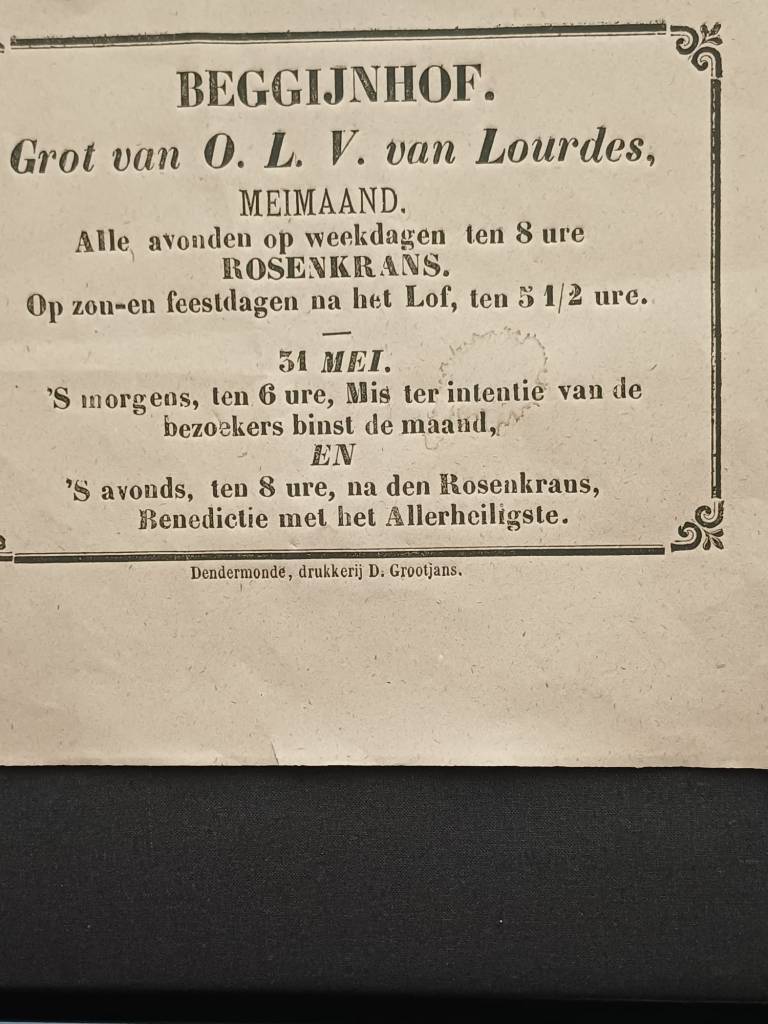 BEGGIJNHOF.
Grot van O. L. V. van Lourdes,
MEIMAAND.
Alle avonden op weekdagen ten 8 ure
ROSENKRANS.
Op zon-en feestdagen na het Lof, ten 5 1/2 ure.
31 MEI.
'S morgens, ten 6 ure, Mis ter intentie van de
bezoekers binst de maand,
EN
'S avonds, ten 8 ure, na den Rosenkrans,
Benedictie met het Allerheiligste.
Dendermonde, drukkerij D. Grootjans.